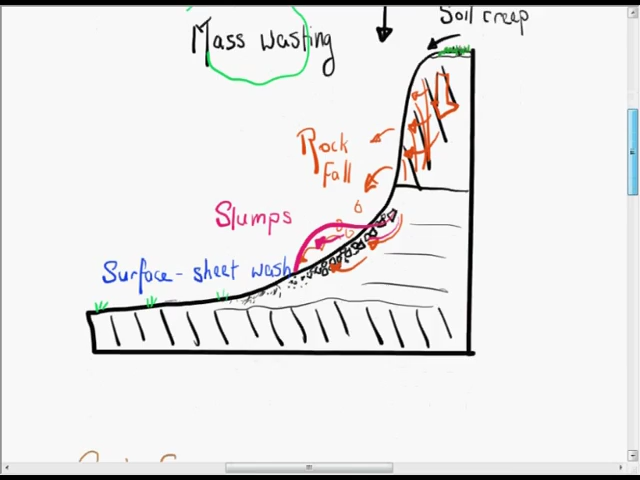 Soil creep
Mass wasting
Rock
fall
Slumps
Surface-sheet wash